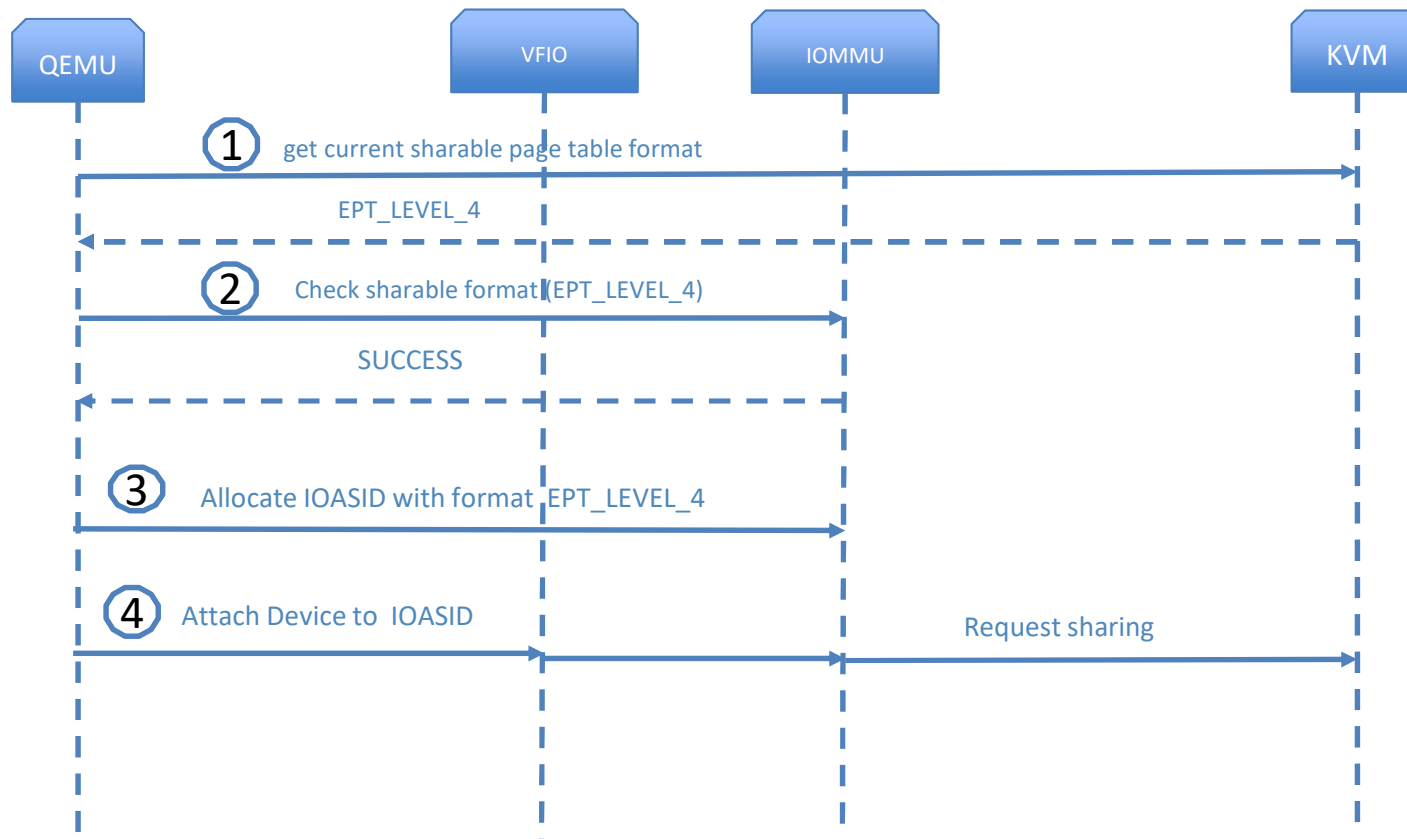 QEMU
VFIO
IOMMU
KVM
1 get current sharable page table format
EPT_LEVEL_4
2 Check sharable format (EPT_LEVEL_4)
SUCCESS
3 Allocate IOASID with format EPT_LEVEL_4
4 Attach Device to IOASID
Request sharing